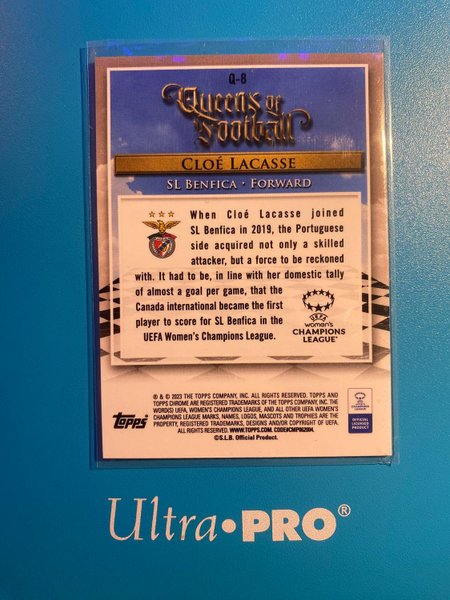 Q-8
Queens of
Football
CLOÉ LACASSE
SL BENFICA • FORWARD
When Cloé Lacasse joined
SL Benfica in 2019, the Portuguese
side acquired not only a skilled
attacker, but a force to be reckoned
with. It had to be, in line with her domestic tally
of almost a goal per game, that the
Canada international became the first
player to score for SL Benfica in the
UEFA Women's Champions League.
UEFA
WOMEN'S
CHAMPIONS
LEAGUE™
® & © 2023 THE TOPPS COMPANY, INC. ALL RIGHTS RESERVED. TOPPS AND
TOPPS CHROME ARE REGISTERED TRADEMARKS OF THE TOPPS COMPANY, INC. THE
WORD(S) UEFA, WOMEN'S CHAMPIONS LEAGUE, AND ALL OTHER UEFA WOMEN'S
CHAMPIONS LEAGUE MARKS, NAMES, LOGOS, MASCOTS AND TROPHIES ARE THE
PROPERTY, REGISTERED TRADEMARKS, DESIGNS AND/OR COPYRIGHT OF UEFA.
ALL RIGHTS RESERVED. WWW.TOPPS.COM. CODE#CMP062004.
©S.L.B. Official Product.
Topps
OFFICIAL
LICENSED
PRODUCT
Ultra•PRO®